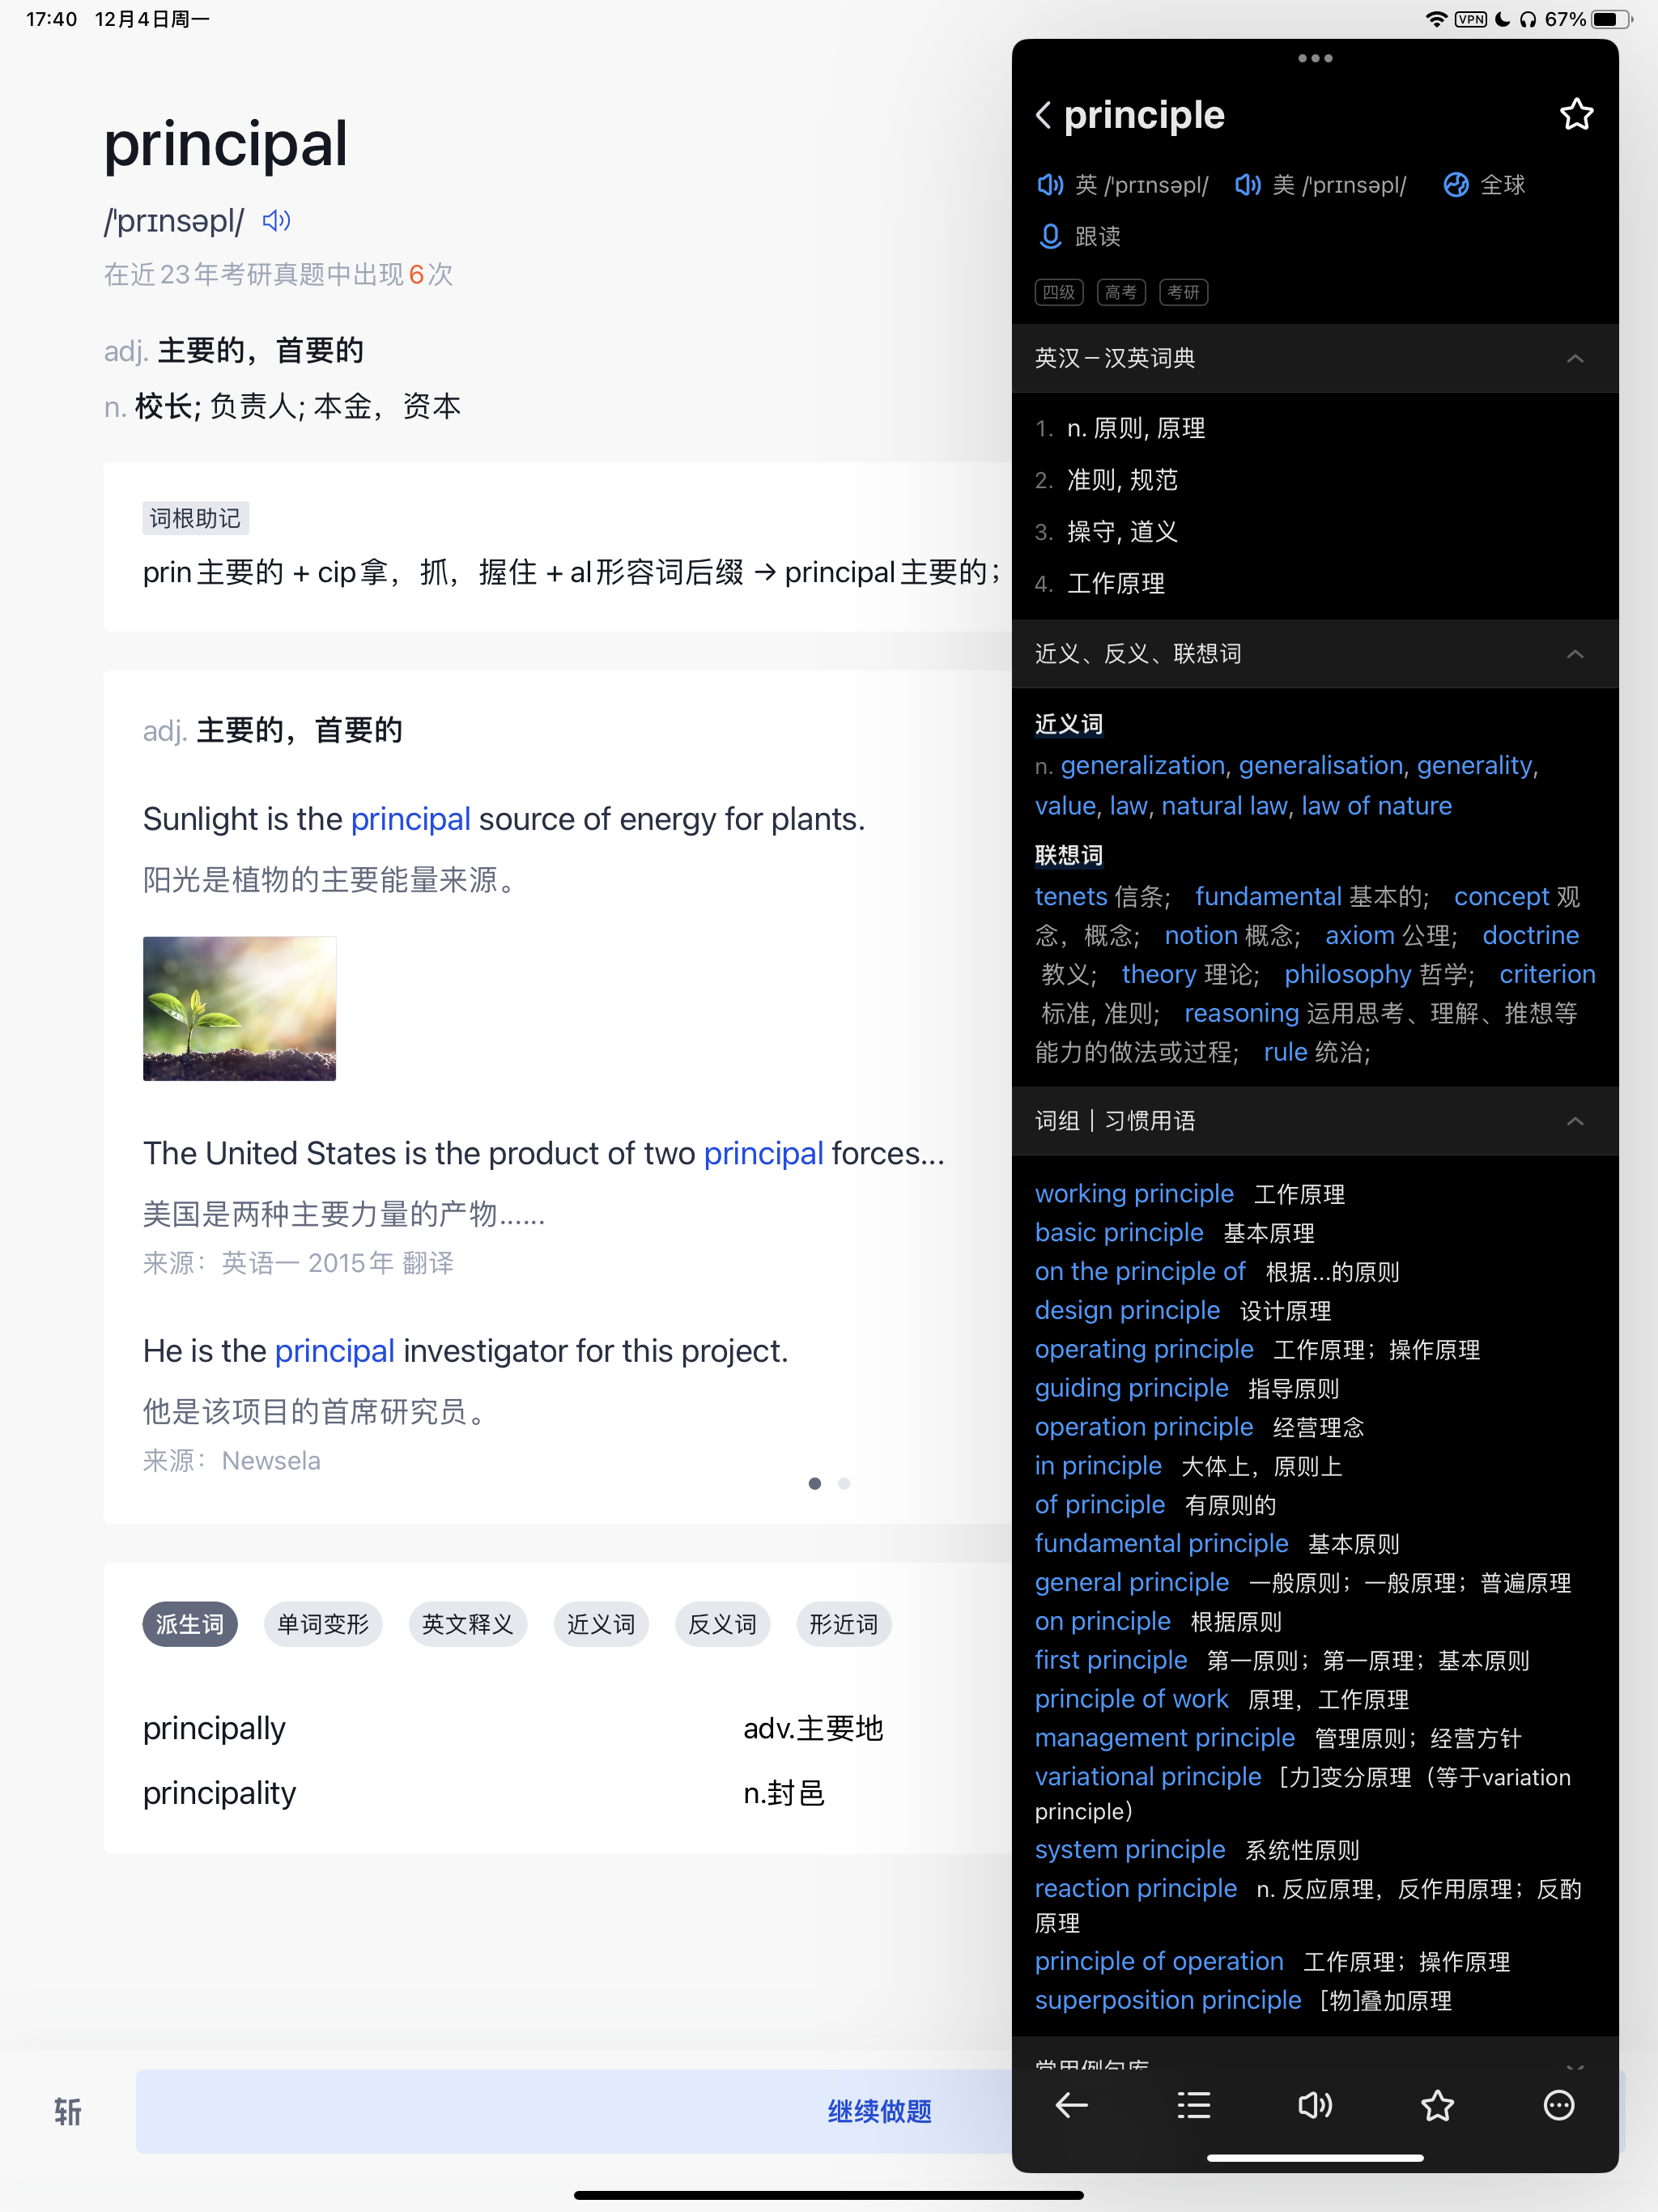 17:40 12月4日周一
VPN 67%
principal
/ˈprɪnsəpl/
在近23年考研真题中出现6次
adj. 主要的，首要的
n. 校长; 负责人; 本金，资本
词根助记
prin主要的 + cip拿，抓，握住 + al形容词后缀 → principal主要的；
adj. 主要的，首要的
Sunlight is the principal source of energy for plants.
阳光是植物的主要能量来源。
The United States is the product of two principal forces...
美国是两种主要力量的产物……
来源：英语一 2015年 翻译
He is the principal investigator for this project.
他是该项目的首席研究员。
来源：Newsela
派生词 单词变形 英文释义 近义词 反义词 形近词
principally adv.主要地
principality n.封邑
斩 继续做题
principle
英 /ˈprɪnsəpl/ 美 /ˈprɪnsəpl/ 全球
跟读
四级 高考 考研
英汉－汉英词典
1. n. 原则, 原理
2. 准则, 规范
3. 操守, 道义
4. 工作原理
近义、反义、联想词
近义词
n. generalization, generalisation, generality,
value, law, natural law, law of nature
联想词
tenets 信条; fundamental 基本的; concept 观
念，概念; notion 概念; axiom 公理; doctrine
教义; theory 理论; philosophy 哲学; criterion
标准, 准则; reasoning 运用思考、理解、推想等
能力的做法或过程; rule 统治;
词组｜习惯用语
working principle 工作原理
basic principle 基本原理
on the principle of 根据...的原则
design principle 设计原理
operating principle 工作原理；操作原理
guiding principle 指导原则
operation principle 经营理念
in principle 大体上，原则上
of principle 有原则的
fundamental principle 基本原则
general principle 一般原则；一般原理；普遍原理
on principle 根据原则
first principle 第一原则；第一原理；基本原则
principle of work 原理，工作原理
management principle 管理原则；经营方针
variational principle [力]变分原理（等于variation
principle）
system principle 系统性原则
reaction principle n. 反应原理，反作用原理；反酌
原理
principle of operation 工作原理；操作原理
superposition principle [物]叠加原理
常用例句库